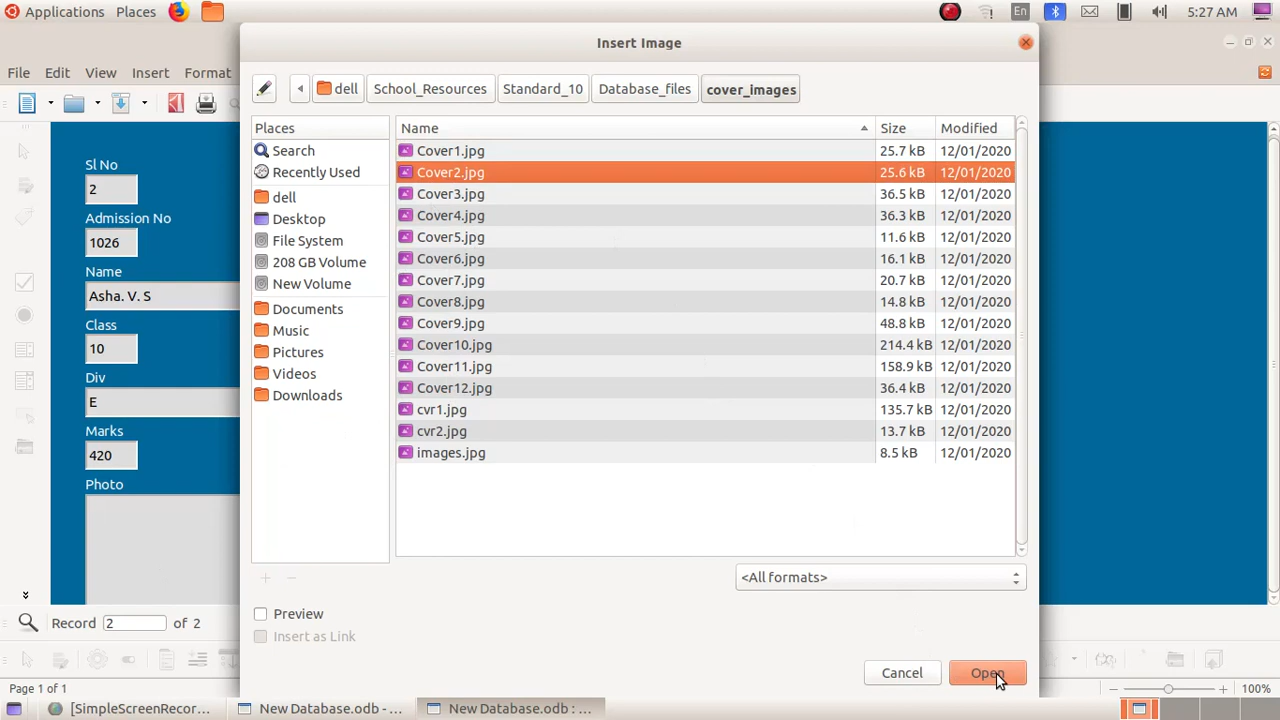 Applications Places En 5:27 AM
Insert Image
File Edit View Insert Format
dell School_Resources Standard_10 Database_files cover_images
Places
Search
Recently Used
dell
Desktop
File System
208 GB Volume
New Volume
Documents
Music
Pictures
Videos
Downloads
Name Size Modified
Cover1.jpg 25.7 kB 12/01/2020
Cover2.jpg 25.6 kB 12/01/2020
Cover3.jpg 36.5 kB 12/01/2020
Cover4.jpg 36.3 kB 12/01/2020
Cover5.jpg 11.6 kB 12/01/2020
Cover6.jpg 16.1 kB 12/01/2020
Cover7.jpg 20.7 kB 12/01/2020
Cover8.jpg 14.8 kB 12/01/2020
Cover9.jpg 48.8 kB 12/01/2020
Cover10.jpg 214.4 kB 12/01/2020
Cover11.jpg 158.9 kB 12/01/2020
Cover12.jpg 36.4 kB 12/01/2020
cvr1.jpg 135.7 kB 12/01/2020
cvr2.jpg 13.7 kB 12/01/2020
images.jpg 8.5 kB 12/01/2020
Sl No
2
Admission No
1026
Name
Asha. V. S
Class
10
Div
E
Marks
420
Photo
<All formats>
Preview
Insert as Link
Cancel Open
Record 2 of 2
Page 1 of 1 100%
[SimpleScreenRecor... New Database.odb - ... New Database.odb : ...